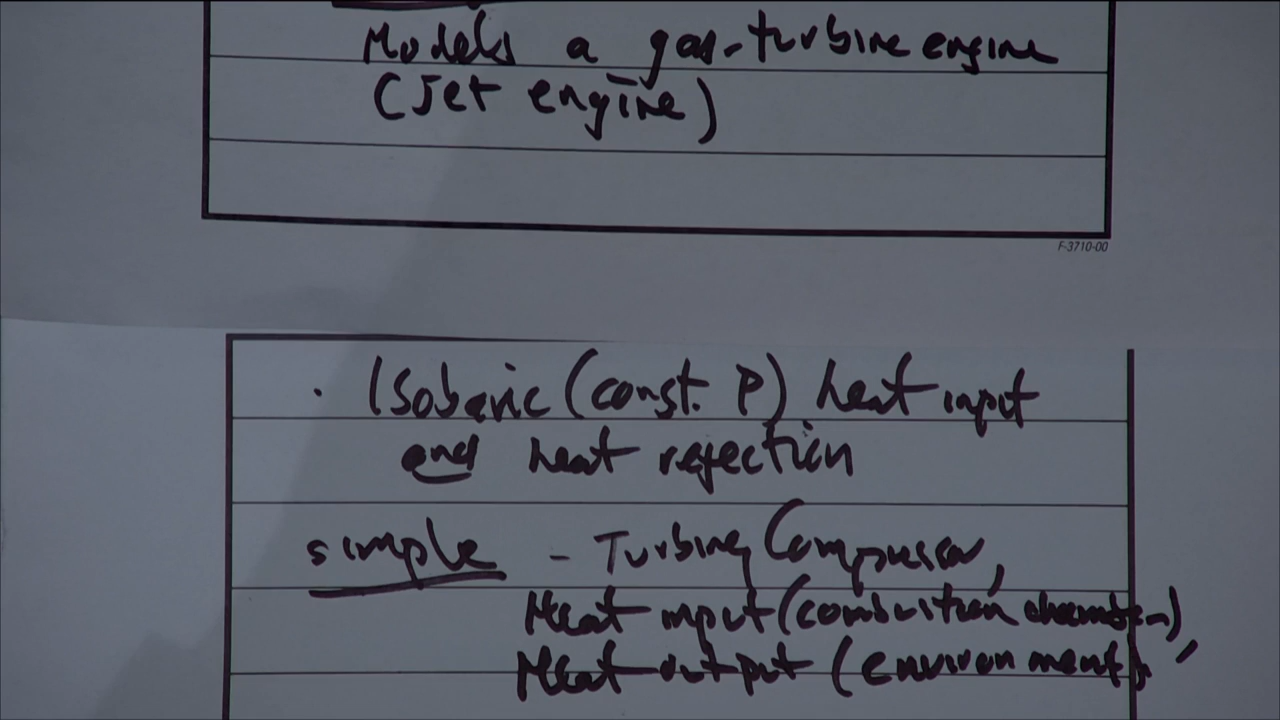 Models a gas-turbine engine
(Jet engine)
F-3710-00
· Isobaric (const. P) heat input
and heat rejection
simple - Turbine, Compressor,
Heat input (combustion chamber),
Heat output (environment)